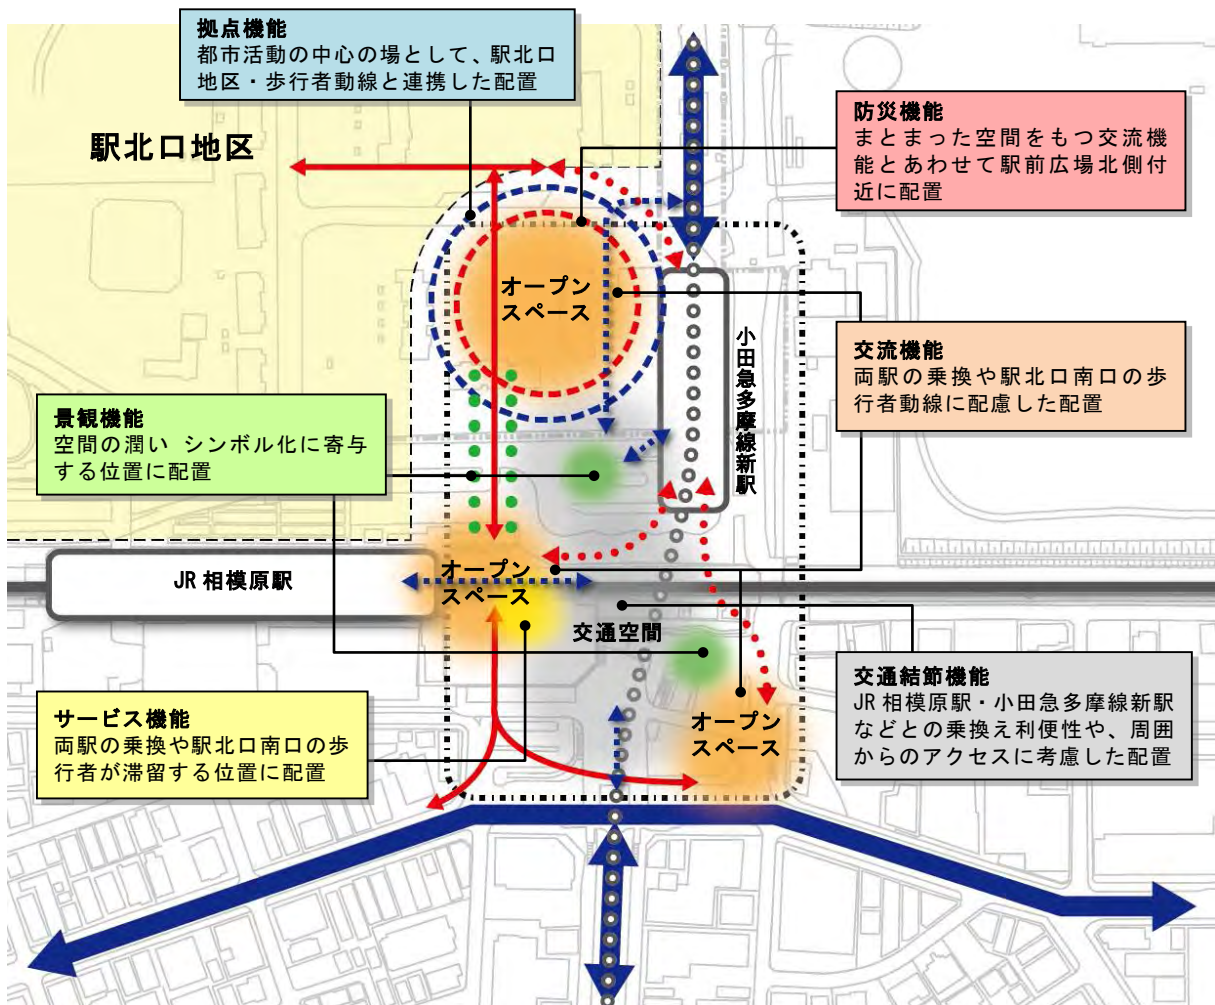 拠点機能
都市活動の中心の場として、駅北口
地区・歩行者動線と連携した配置
防災機能
まとまった空間をもつ交流機
能とあわせて駅前広場北側付
近に配置
駅北口地区
オープン
スペース
小田急多摩線新駅
交流機能
両駅の乗換や駅北口南口の歩
行者動線に配慮した配置
景観機能
空間の潤い シンボル化に寄与
する位置に配置
JR 相模原駅
オープン
スペース
交通空間
交通結節機能
JR 相模原駅・小田急多摩線新駅
などとの乗換え利便性や、周囲
からのアクセスに考慮した配置
サービス機能
両駅の乗換や駅北口南口の歩
行者が滞留する位置に配置
オープン
スペース